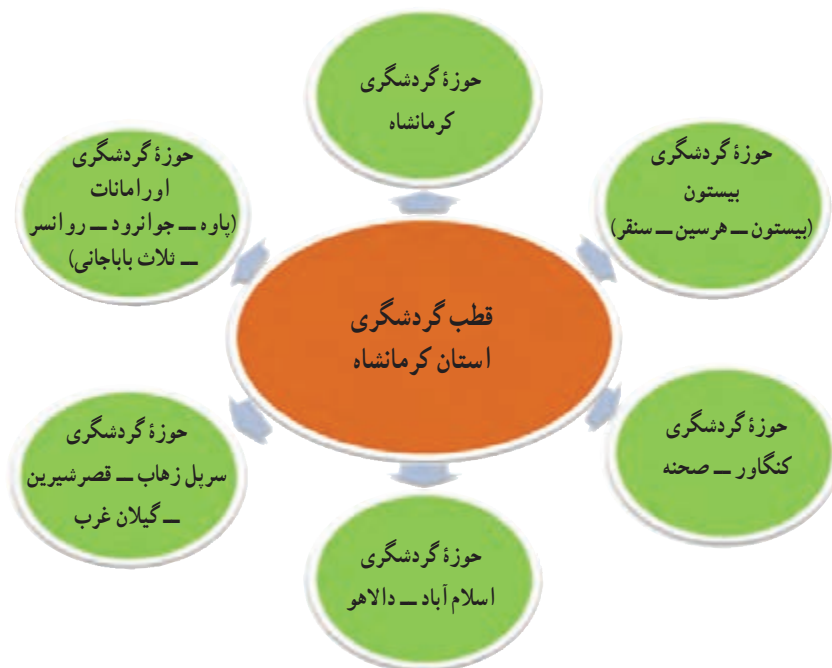 حوزهٔ گردشگری
کرمانشاه
حوزهٔ گردشگری
بیستون
(بیستون ــ هرسین ــ سنقر)
حوزهٔ گردشگری
اورامانات
(پاوه ــ جوانرود ــ روانسر
ــ ثلاث باباجانی)
قطب گردشگری
استان کرمانشاه
حوزهٔ گردشگری
کنگاور ــ صحنه
حوزهٔ گردشگری
سرپل زهاب ــ قصرشیرین
ــ گیلان غرب
حوزهٔ گردشگری
اسلام آباد ــ دالاهو